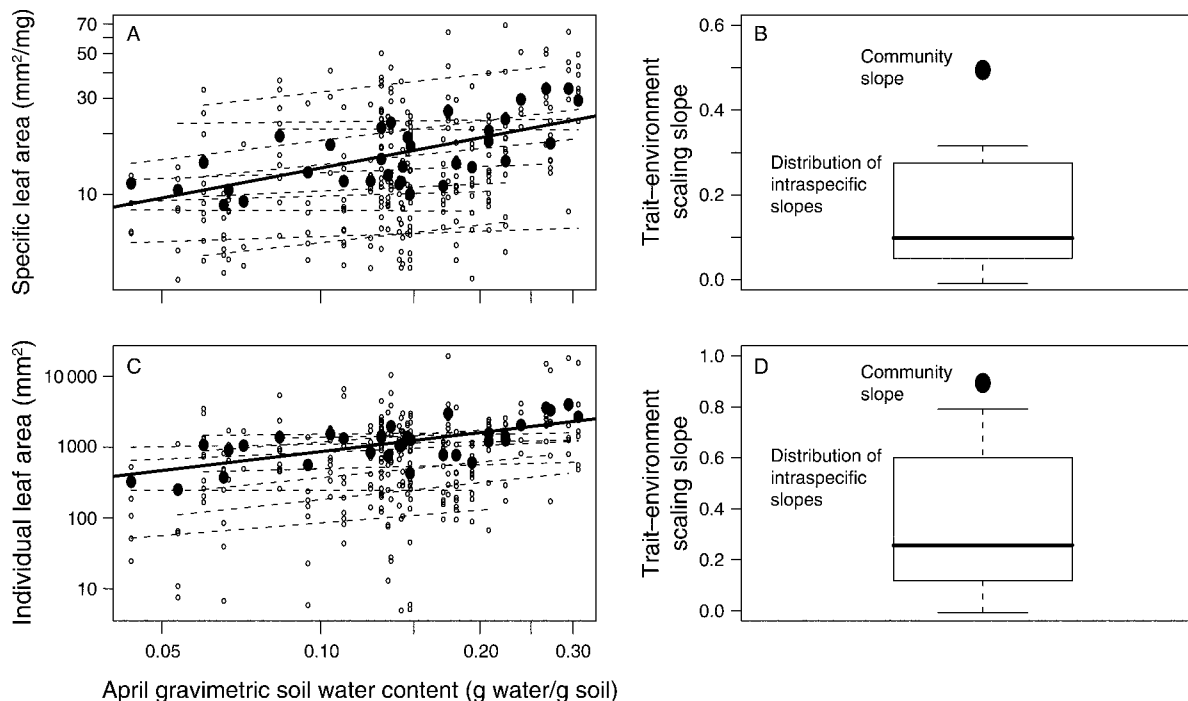 A
Specific leaf area (mm²/mg)
70
50
30
10
B
Trait–environment
scaling slope
0.6
0.4
0.2
0.0
Community
slope
Distribution of
intraspecific
slopes
C
Individual leaf area (mm²)
10 000
1000
100
10
0.05
0.10
0.20
0.30
April gravimetric soil water content (g water/g soil)
D
Trait–environment
scaling slope
1.0
0.8
0.6
0.4
0.2
0.0
Community
slope
Distribution of
intraspecific
slopes